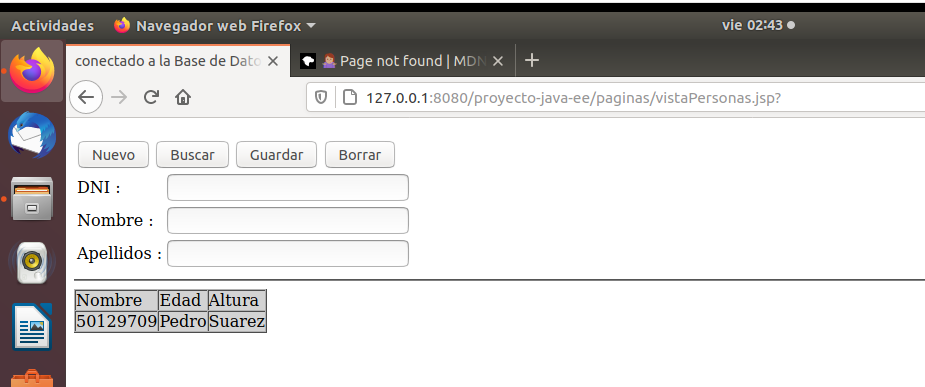 Actividades Navegador web Firefox vie 02:43
conectado a la Base de Dato Page not found | MDN
127.0.0.1:8080/proyecto-java-ee/paginas/vistaPersonas.jsp?
Nuevo Buscar Guardar Borrar
DNI :
Nombre :
Apellidos :
Nombre Edad Altura
50129709 Pedro Suarez